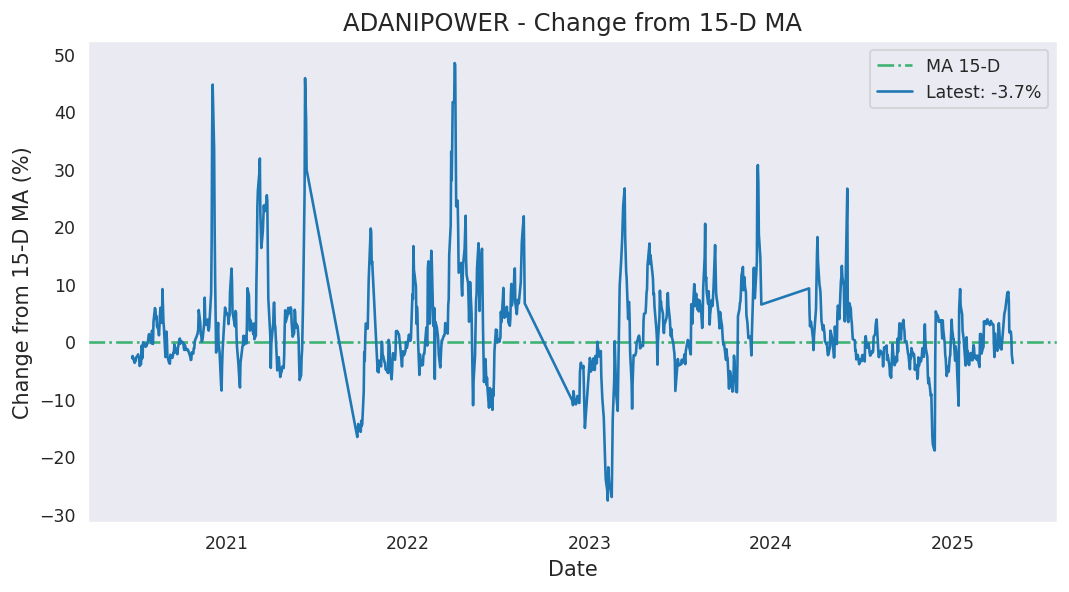 ADANIPOWER - Change from 15-D MA
Change from 15-D MA (%)
50
40
30
20
10
0
−10
−20
−30
MA 15-D
Latest: -3.7%
2021
2022
2023
2024
2025
Date